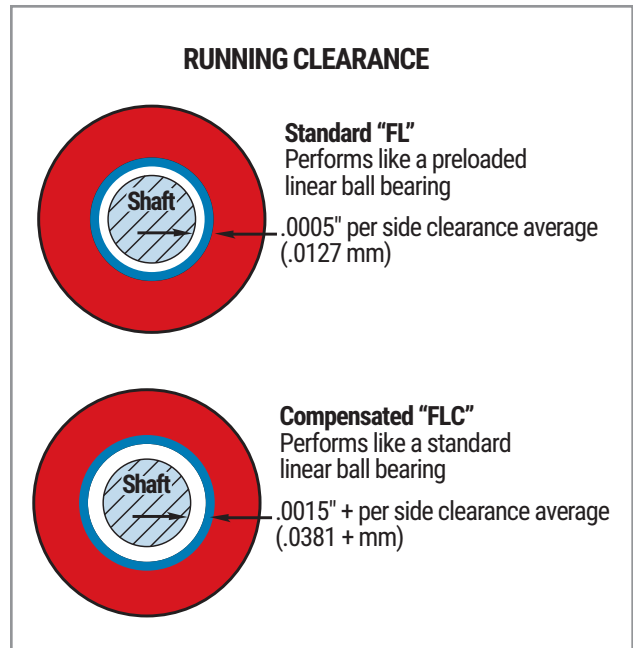 RUNNING CLEARANCE
Standard “FL”
Performs like a preloaded
linear ball bearing
Shaft
.0005" per side clearance average
(.0127 mm)
Compensated “FLC”
Performs like a standard
linear ball bearing
Shaft
.0015" + per side clearance average
(.0381 + mm)